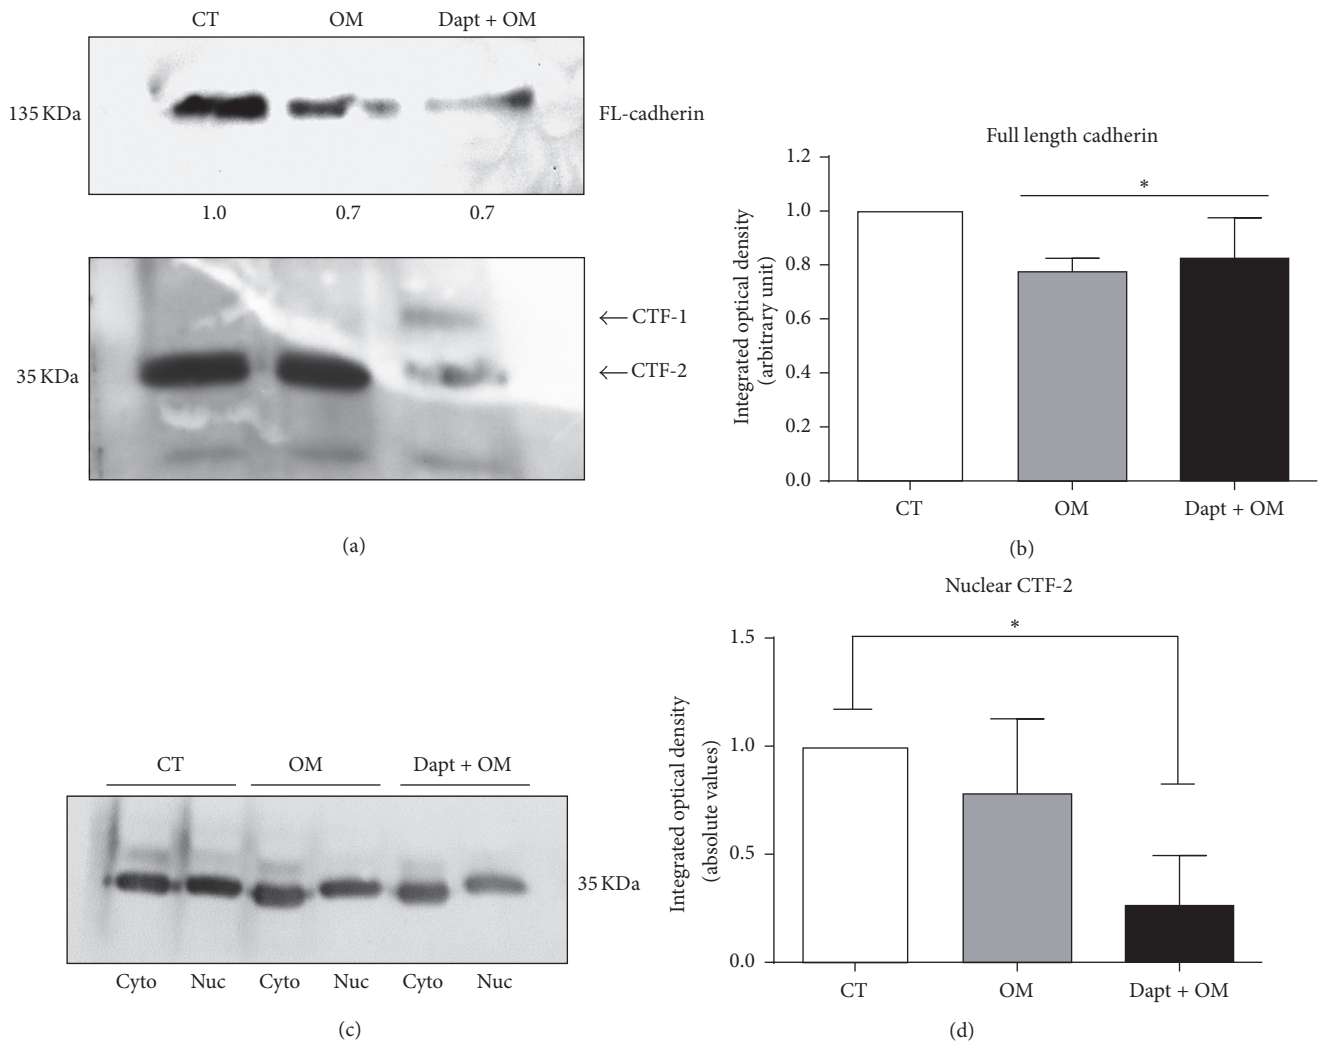 CT OM Dapt + OM
135 KDa
FL-cadherin
1.0 0.7 0.7
←CTF-1
←CTF-2
35 KDa
(a)
Full length cadherin
Integrated optical density
(arbitrary unit)
1.2
1.0
0.8
0.6
0.4
0.2
0.0
*
CT OM Dapt + OM
(b)
CT OM Dapt + OM
35 KDa
Cyto Nuc Cyto Nuc Cyto Nuc
(c)
Nuclear CTF-2
Integrated optical density
(absolute values)
1.5
1.0
0.5
0.0
*
CT OM Dapt + OM
(d)